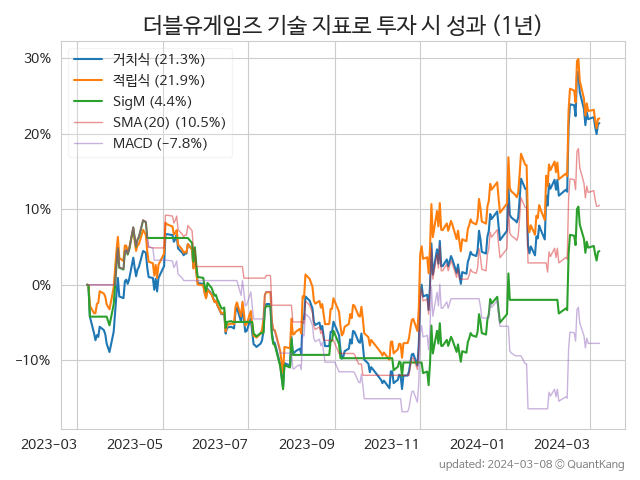 더블유게임즈 기술 지표로 투자 시 성과 (1년)
거치식 (21.3%)
적립식 (21.9%)
SigM (4.4%)
SMA(20) (10.5%)
MACD (−7.8%)
30%
20%
10%
0%
−10%
2023−03
2023−05
2023−07
2023−09
2023−11
2024−01
2024−03
updated: 2024−03−08 ⓒ QuantKang